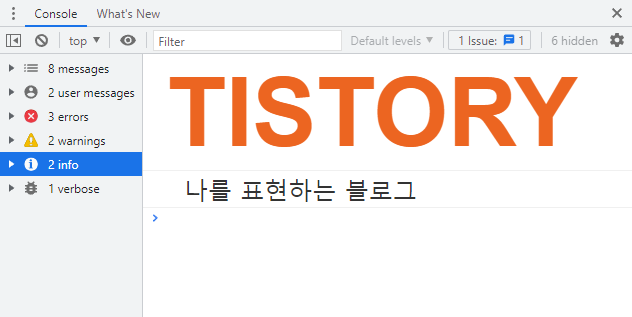 Console What's New
top Filter Default levels 1 Issue: 1 6 hidden
8 messages
2 user messages
3 errors
2 warnings
2 info
1 verbose
TISTORY
나를 표현하는 블로그